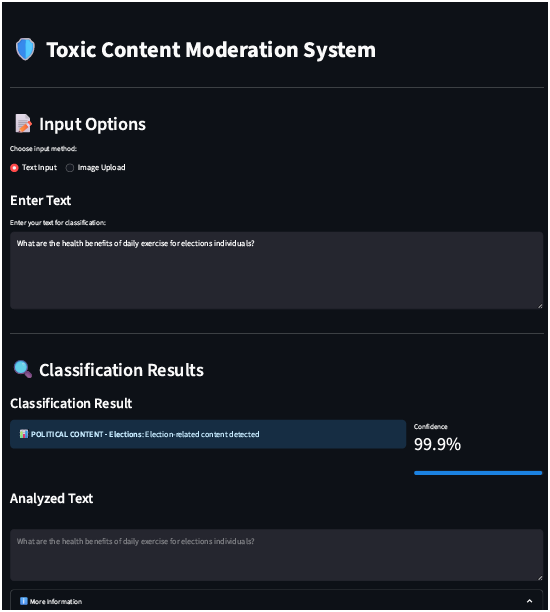 Toxic Content Moderation System
Input Options
Choose input method:
Text Input Image Upload
Enter Text
Enter your text for classification:
What are the health benefits of daily exercise for elections individuals?
Classification Results
Classification Result
POLITICAL CONTENT - Elections: Election-related content detected
Confidence
99.9%
Analyzed Text
What are the health benefits of daily exercise for elections individuals?
More Information